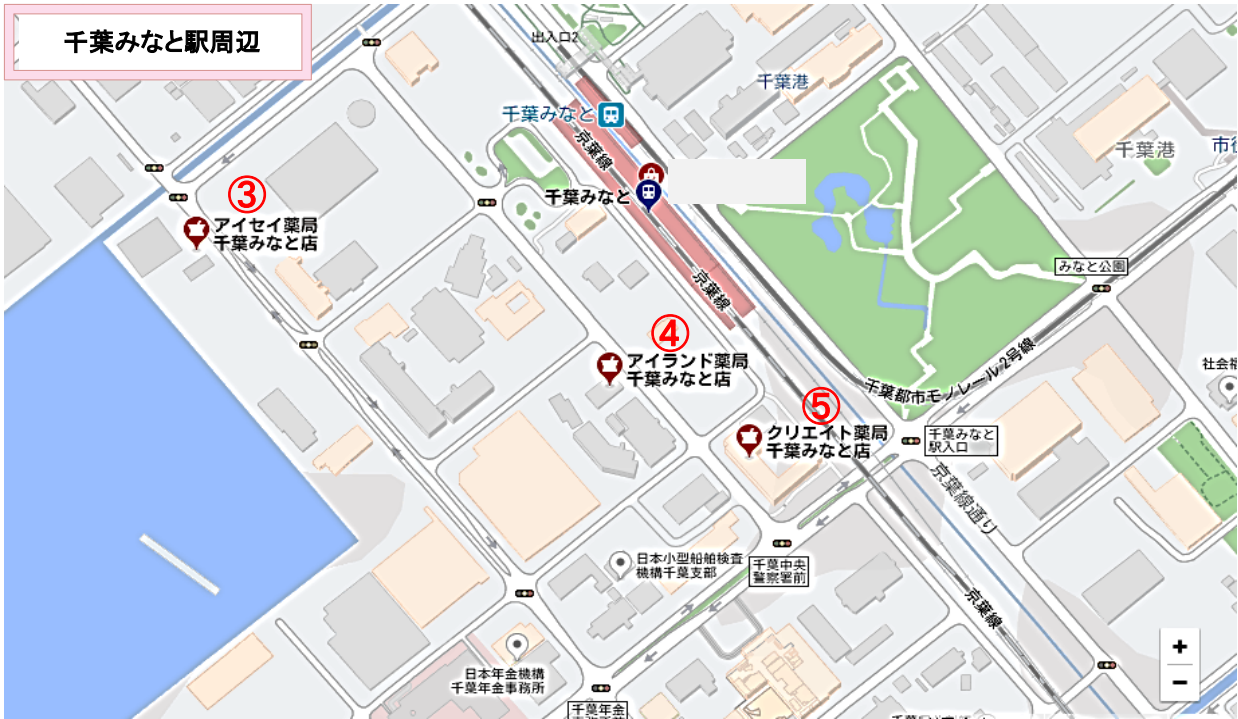 千葉みなと駅周辺
出入口2
千葉港
千葉みなと
京葉線
千葉港
千葉みなと
③
アイセイ薬局
千葉みなと店
みなと公園
京葉線
④
アイランド薬局
千葉みなと店
千葉都市モノレール2号線
⑤
クリエイト薬局
千葉みなと店
千葉みなと
駅入口
京葉線通り
日本小型船舶検査
機構千葉支部
千葉中央
警察署前
京葉線
+
−
日本年金機構
千葉年金事務所
千葉年金